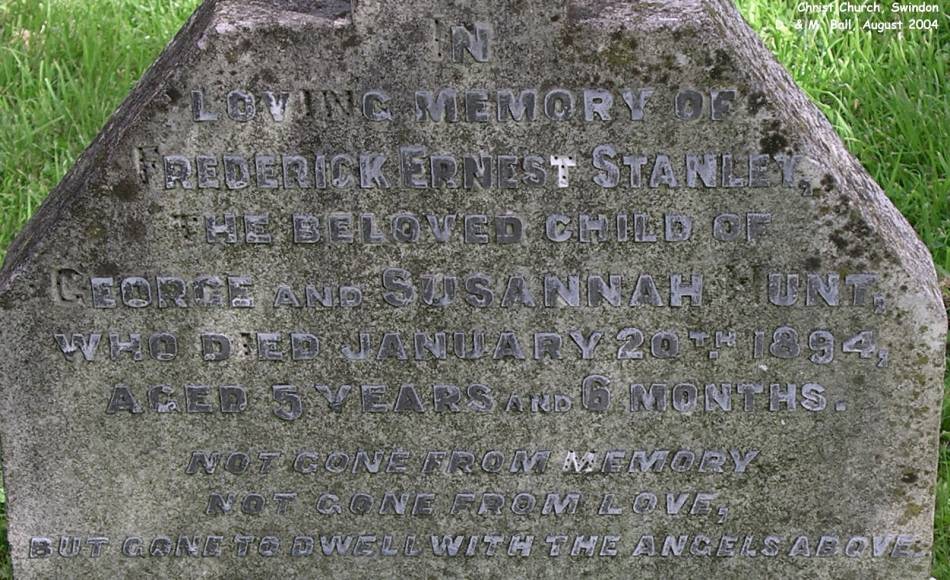 Christ Church, Swindon
D. & M. Ball, August 2004
IN
LOVING MEMORY OF
FREDERICK ERNEST STANLEY,
THE BELOVED CHILD OF
GEORGE AND SUSANNAH HUNT,
WHO DIED JANUARY 20TH 1894,
AGED 5 YEARS AND 6 MONTHS.
NOT GONE FROM MEMORY
NOT GONE FROM LOVE,
BUT GONE TO DWELL WITH THE ANGELS ABOVE.